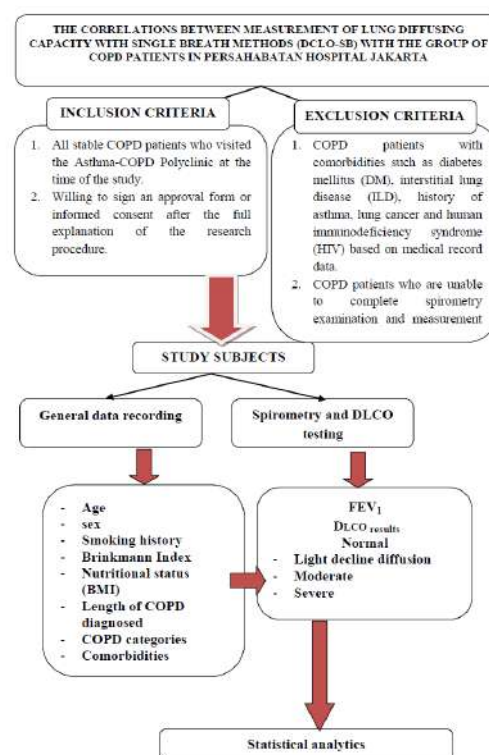 THE CORRELATIONS BETWEEN MEASUREMENT OF LUNG DIFFUSING
CAPACITY WITH SINGLE BREATH METHODS (DCLO-SB) WITH THE GROUP OF
COPD PATIENTS IN PERSAHABATAN HOSPITAL JAKARTA
INCLUSION CRITERIA
1. All stable COPD patients who visited
the Asthma-COPD Polyclinic at the
time of the study.
2. Willing to sign an approval form or
informed consent after the full
explanation of the research
procedure.
EXCLUSION CRITERIA
1. COPD patients with
comorbidities such as diabetes
mellitus (DM), interstitial lung
disease (ILD), history of
asthma, lung cancer and human
immunodeficiency syndrome
(HIV) based on medical record
data.
2. COPD patients who are unable
to complete spirometry
examination and measurement
STUDY SUBJECTS
General data recording
Spirometry and DLCO
testing
- Age
- sex
- Smoking history
- Brinkmann Index
- Nutritional status
(BMI)
- Length of COPD
diagnosed
- COPD categories
- Comorbidities
FEV1
DLCO results
Normal
- Light decline diffusion
- Moderate
- Severe
Statistical analytics